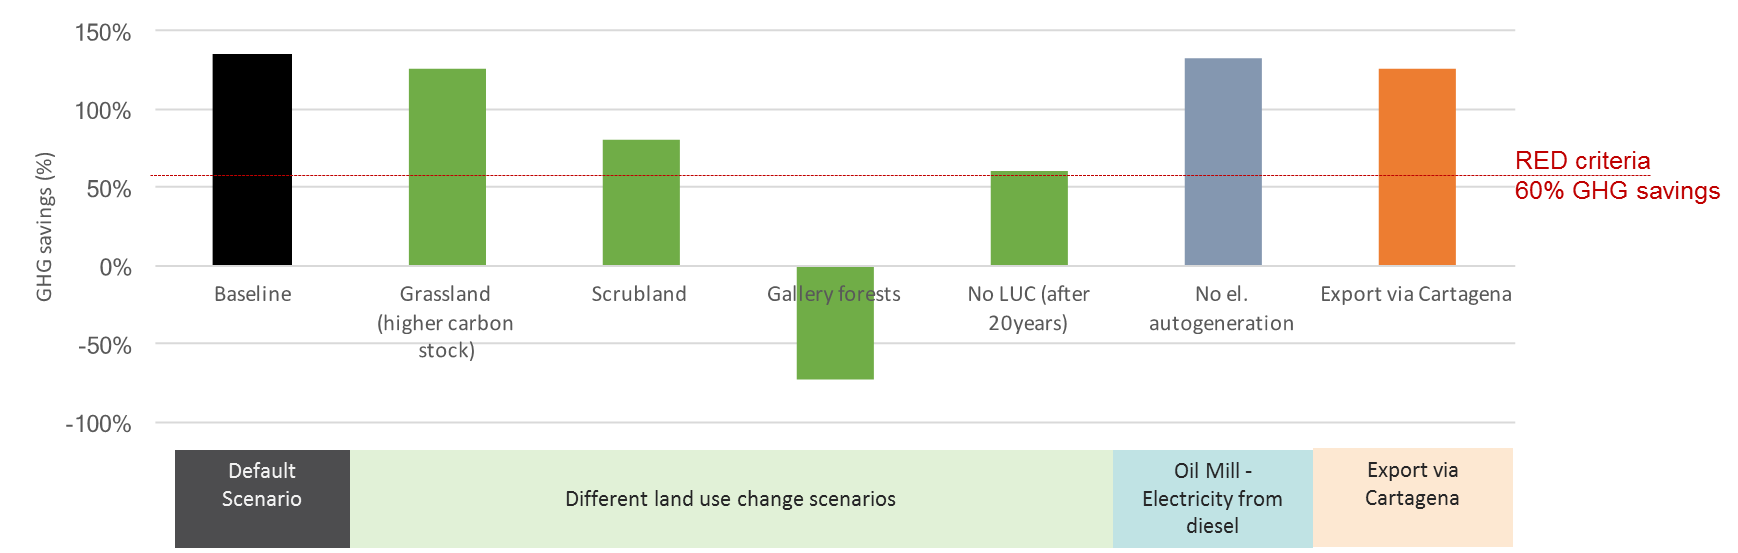 150%
100%
50%
0%
-50%
-100%
GHG savings (%)
Baseline
Grassland
(higher carbon
stock)
Scrubland
Gallery forests
No LUC (after
20years)
No el.
autogeneration
Export via Cartagena
RED criteria
60% GHG savings
Default
Scenario
Different land use change scenarios
Oil Mill -
Electricity from
diesel
Export via
Cartagena